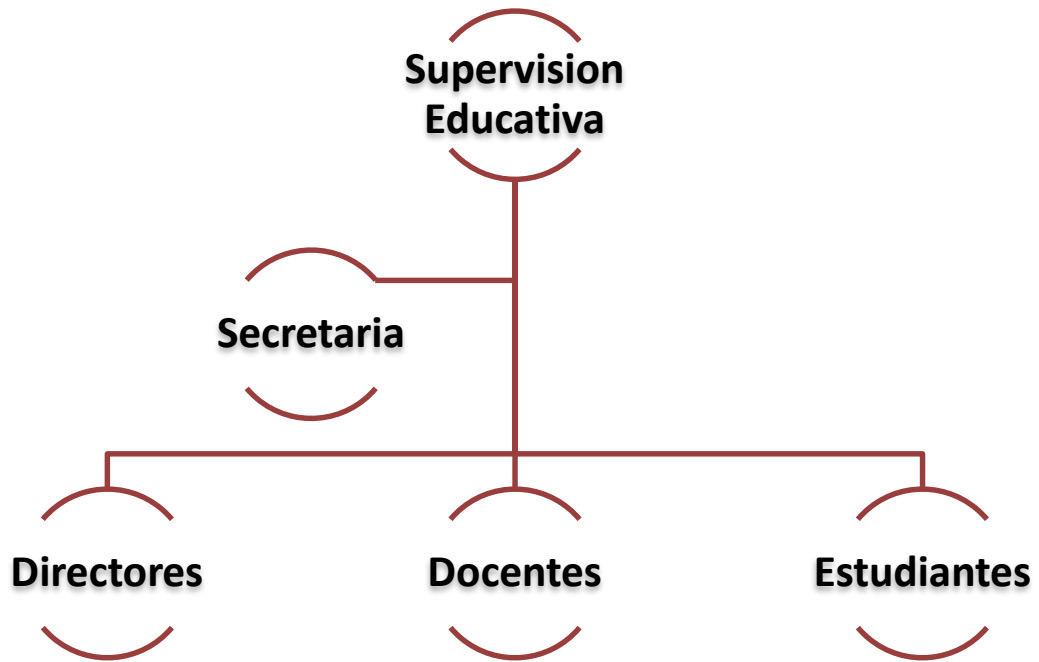 Supervision
Educativa
Secretaria
Directores
Docentes
Estudiantes